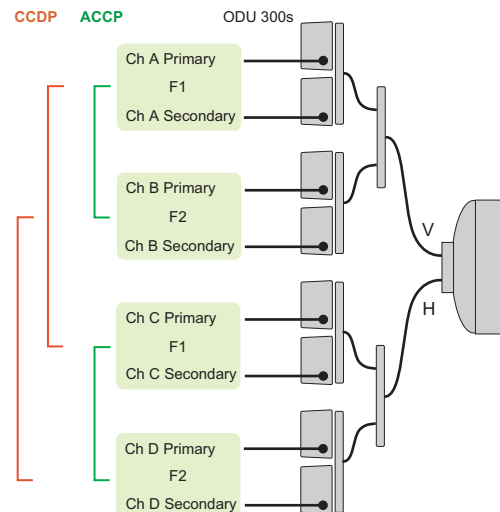 CCDP ACCP ODU 300s
Ch A Primary
F1
Ch A Secondary
Ch B Primary
F2
Ch B Secondary
V
H
Ch C Primary
F1
Ch C Secondary
Ch D Primary
F2
Ch D Secondary